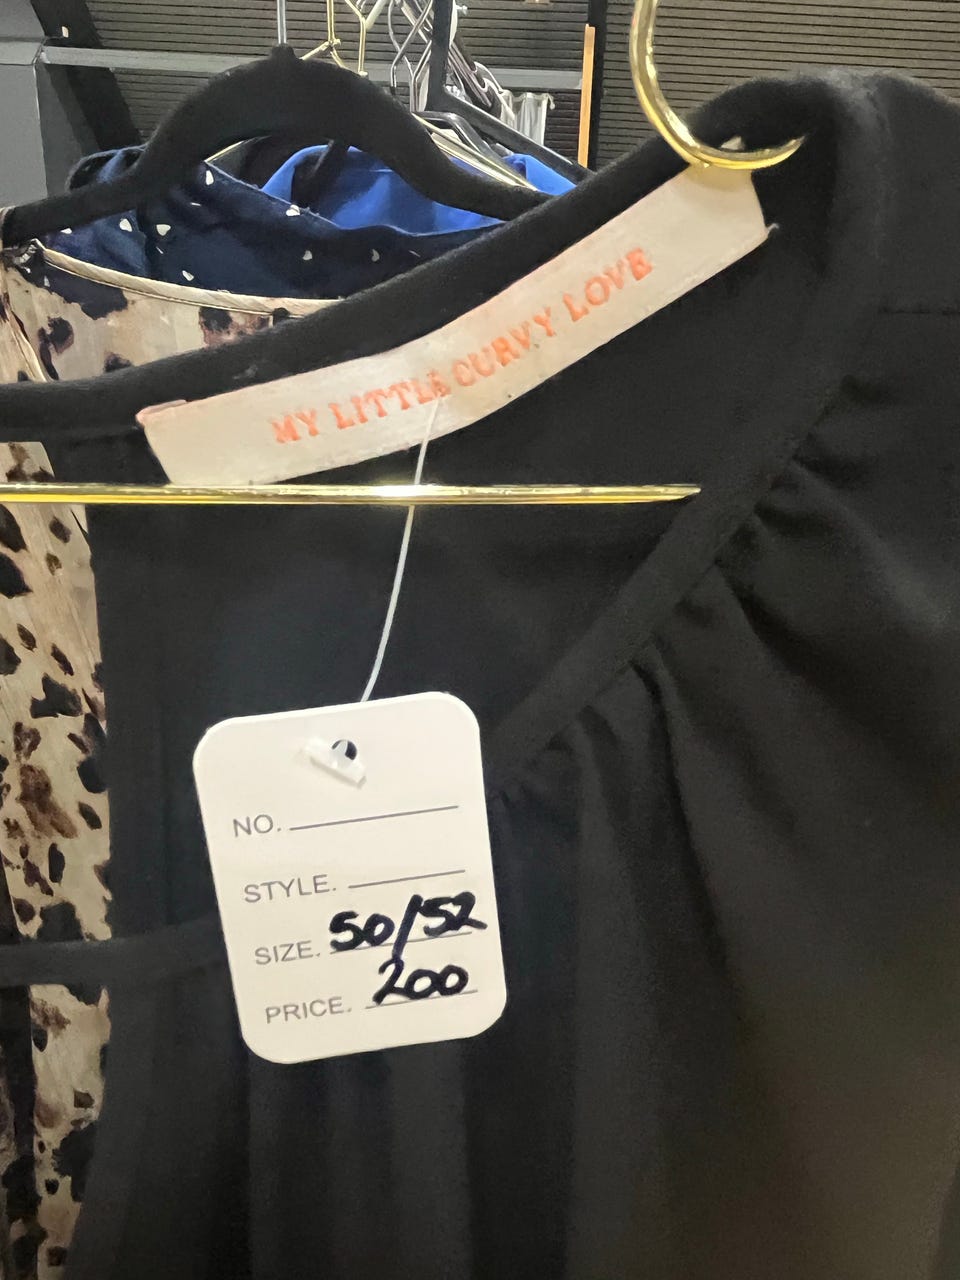 MY LITTLE CURVY LOVE
NO.
STYLE.
SIZE. 50/52
PRICE. 200